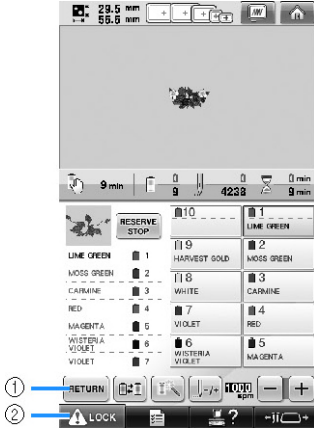 29.5 mm
56.6 mm
9 min
0
9
0
4238
0 min
9 min
RESERVE
STOP
LIME GREEN 1
MOSS GREEN 2
CARMINE 3
RED 4
MAGENTA 5
WISTERIA
VIOLET 6
VIOLET 7
10
1
LIME GREEN
9
HARVEST GOLD
2
MOSS GREEN
8
WHITE
3
CARMINE
7
VIOLET
4
RED
6
WISTERIA
VIOLET
5
MAGENTA
1 RETURN -/+ 1000 spm - +
2 LOCK ?